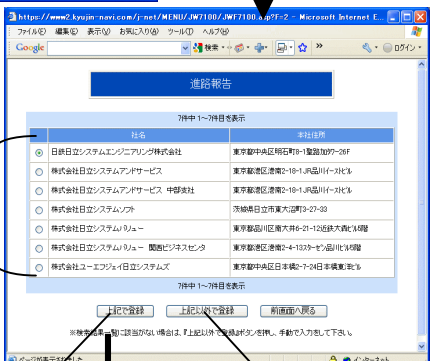 https://www2.kyujin-navi.com/j-net/MENU/JW7100/JWF7100.asp?F=2 - Microsoft Internet E...
ファイル(F) 編集(E) 表示(V) お気に入り(A) ツール(T) ヘルプ(H)
Google 検索 ログイン
進路報告
7件中 1~7件目を表示
社名 本社住所
日鉄日立システムエンジニアリング株式会社 東京都中央区明石町8-1聖路加タワー26F
株式会社日立システムアンドサービス 東京都港区港南2-18-1JR品川イーストビル
株式会社日立システムアンドサービス 中部支社 東京都港区港南2-18-1JR品川イーストビル
株式会社日立システムソフト 茨城県日立市東大沼町3-27-33
株式会社日立システムバリュー 東京都品川区南大井6-21-12近鉄大森ビル6階
株式会社日立システムバリュー 関西ビジネスセンタ 東京都港区港南2-4-13スターゼン品川ビル5階
株式会社ユーエフジェイ日立システムズ 東京都中央区日本橋2-7-24日本橋東洋ビル
7件中 1~7件目を表示
上記で登録 上記以外で登録 前画面へ戻る
※検索結果一覧に該当がない場合は、『上記以外で登録』ボタンを押し、手動で入力をして下さい。
ページが表示されました インターネット